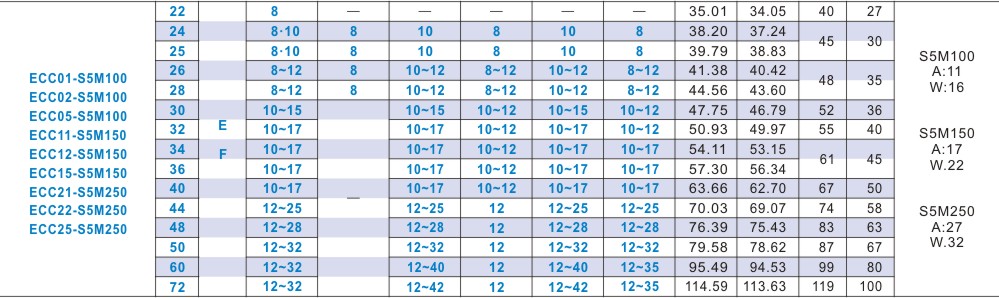 22 8 — — — — — 35.01 34.05 40 27
24 8·10 8 10 8 10 8 38.20 37.24 45 30
25 8·10 8 10 8 10 8 39.79 38.83
26 8~12 8 10~12 8~12 10~12 8~12 41.38 40.42 48 35
28 8~12 8 10~12 8~12 10~12 8~12 44.56 43.60
30 10~15 10~15 10~12 10~15 10~12 47.75 46.79 52 36
32 10~17 10~17 10~12 10~17 10~12 50.93 49.97 55 40
34 10~17 10~17 10~12 10~17 10~17 54.11 53.15 61 45
36 10~17 10~17 10~12 10~17 10~17 57.30 56.34
40 10~17 10~17 10~12 10~17 10~17 63.66 62.70 67 50
44 12~25 — 12~25 12 12~25 12~25 70.03 69.07 74 58
48 12~28 12~28 12 12~28 12~28 76.39 75.43 83 63
50 12~32 12~32 12 12~32 12~32 79.58 78.62 87 67
60 12~32 12~40 12 12~40 12~35 95.49 94.53 99 80
72 12~32 12~42 12 12~42 12~35 114.59 113.63 119 100
ECC01-S5M100
ECC02-S5M100
ECC05-S5M100
ECC11-S5M150
ECC12-S5M150
ECC15-S5M150
ECC21-S5M250
ECC22-S5M250
ECC25-S5M250
E
F
S5M100
A:11
W:16
S5M150
A:17
W.22
S5M250
A:27
W.32